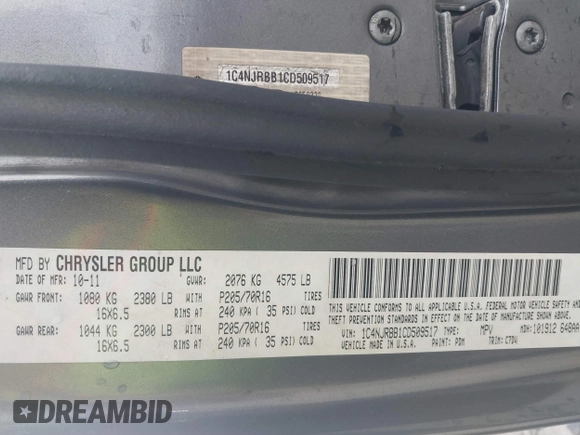 1C4NJRBB1CD509517
MFD BY CHRYSLER GROUP LLC
DATE OF MFR: 10-11 GVWR: 2076 KG 4575 LB
GAWR FRONT: 1080 KG 2380 LB WITH P205/70R16 TIRES
16X6.5 RIMS AT 240 KPA ( 35 PSI) COLD
GAWR REAR: 1044 KG 2300 LB WITH P205/70R16 TIRES
16X6.5 RIMS AT 240 KPA ( 35 PSI) COLD
THIS VEHICLE CONFORMS TO ALL APPLICABLE U.S.A. FEDERAL MOTOR VEHICLE SAFETY AND
THEFT PREVENTION STANDARDS IN EFFECT ON THE DATE OF MANUFACTURE SHOWN ABOVE.
VIN: 1C4NJRBB1CD509517 TYPE: MPV MDH: 101912 648AA
VEHICLE MADE IN U.S.A. PAINT: PDM TRIM: C7DV
DREAMBID